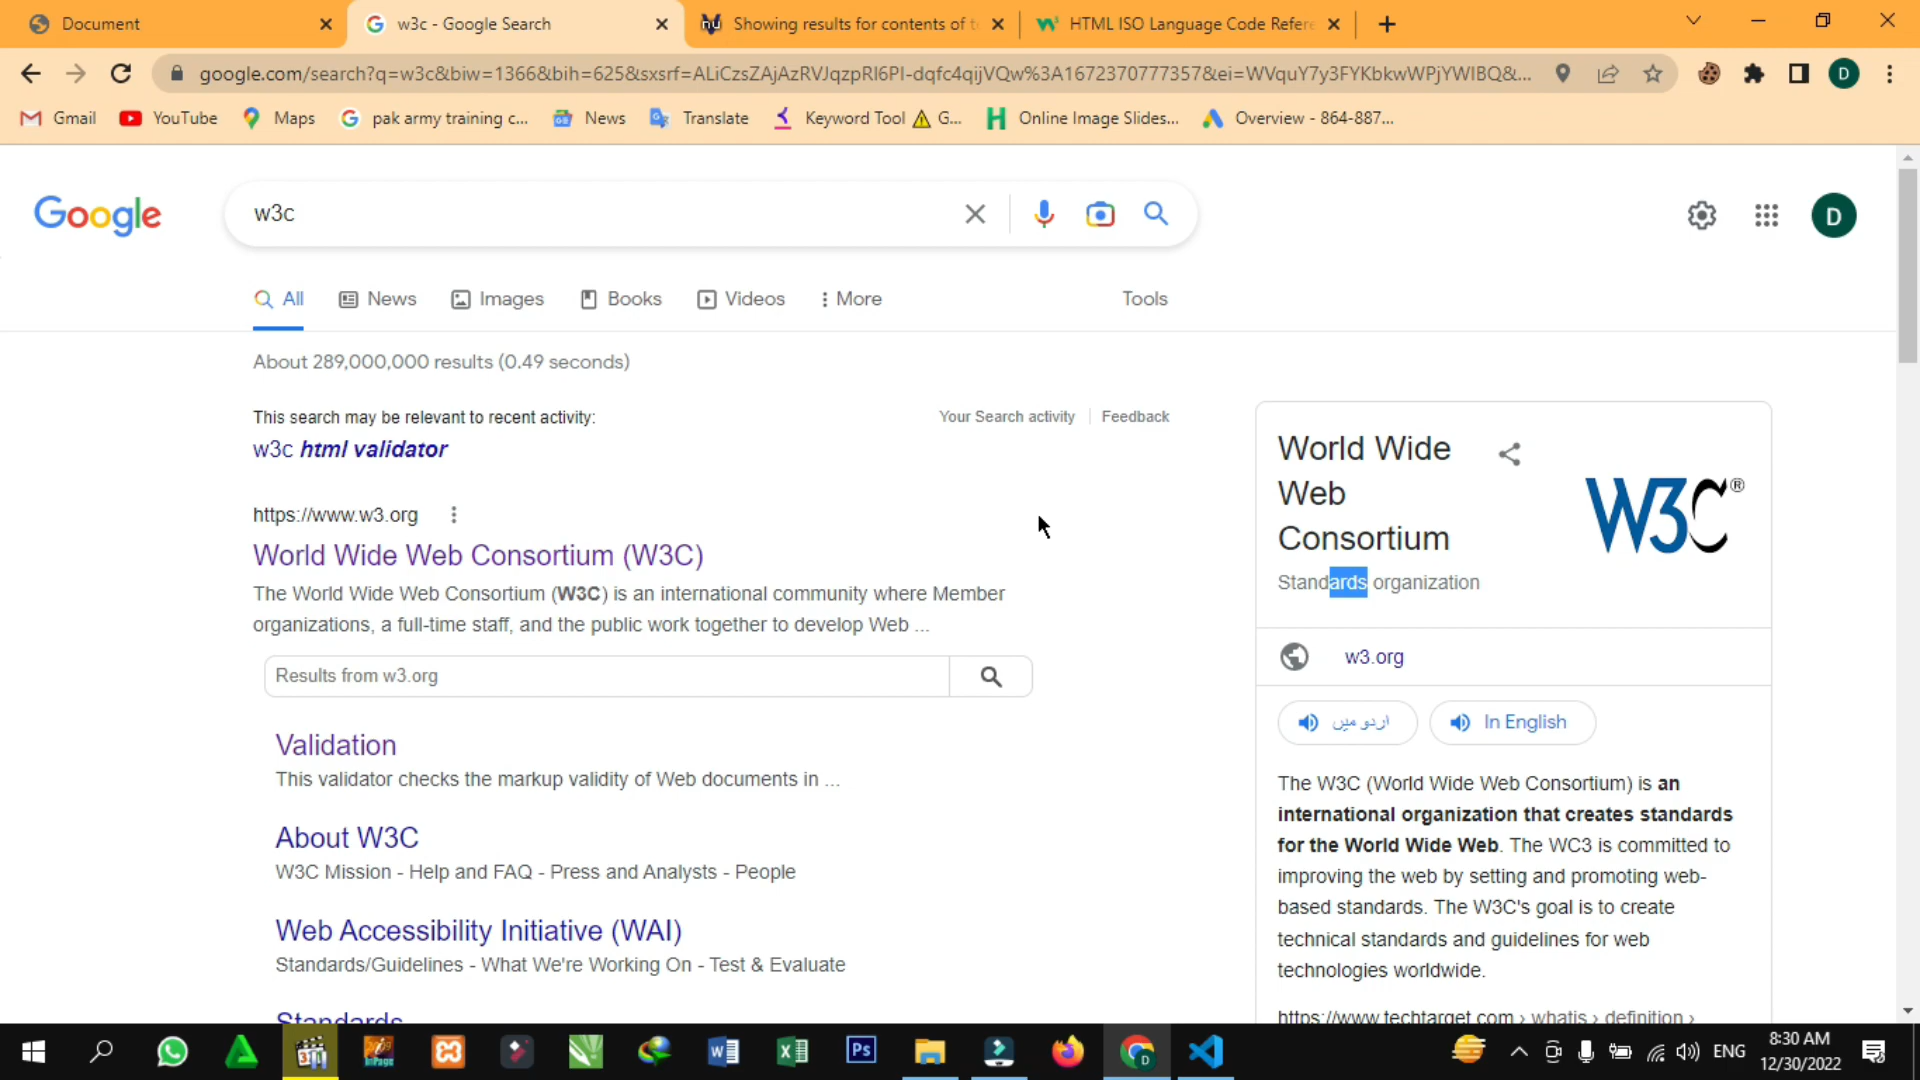 Document
w3c - Google Search
Showing results for contents of t
HTML ISO Language Code Refere
google.com/search?q=w3c&biw=1366&bih=625&sxsrf=ALiCzsZAjAzRVJqzpRl6PI-dqfc4qijVQw%3A1672370777357&ei=WVquY7y3FYKbkwWPjYWIBQ&...
D
Gmail
YouTube
Maps
pak army training c...
News
Translate
Keyword Tool ⚠ G...
Online Image Slides...
Overview - 864-887...
Google
w3c
D
All
News
Images
Books
Videos
More
Tools
About 289,000,000 results (0.49 seconds)
This search may be relevant to recent activity:
Your Search activity
Feedback
w3c html validator
https://www.w3.org
World Wide Web Consortium (W3C)
The World Wide Web Consortium (W3C) is an international community where Member
organizations, a full-time staff, and the public work together to develop Web ...
Results from w3.org
Validation
This validator checks the markup validity of Web documents in ...
About W3C
W3C Mission - Help and FAQ - Press and Analysts - People
Web Accessibility Initiative (WAI)
Standards/Guidelines - What We're Working On - Test & Evaluate
Standards
World Wide
Web
Consortium
W3C®
Standards organization
w3.org
اردو میں
In English
The W3C (World Wide Web Consortium) is an
international organization that creates standards
for the World Wide Web. The WC3 is committed to
improving the web by setting and promoting web-
based standards. The W3C's goal is to create
technical standards and guidelines for web
technologies worldwide.
https://www.techtarget.com › whatis › definition ›
Ps
ENG
8:30 AM
12/30/2022